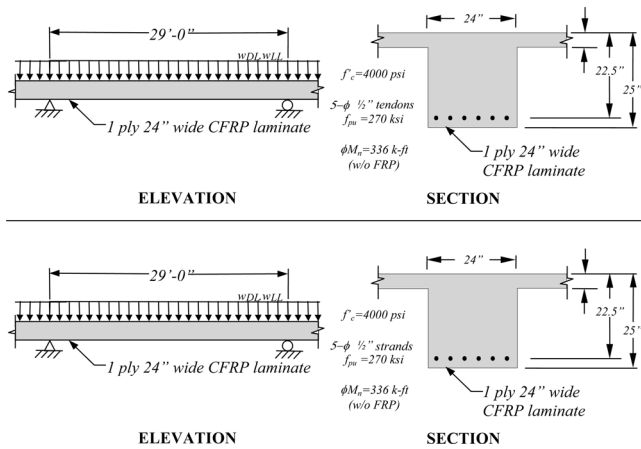 29’-0”
wDL,wLL
1 ply 24” wide CFRP laminate
ELEVATION
24”
f’c=4000 psi
5–ϕ ½” tendons
fpu =270 ksi
ϕMn=336 k-ft
(w/o FRP)
22.5”
25”
1 ply 24” wide
CFRP laminate
SECTION
29’-0”
wDL,wLL
1 ply 24” wide CFRP laminate
ELEVATION
24”
f’c=4000 psi
5–ϕ ½” strands
fpu =270 ksi
ϕMn=336 k-ft
(w/o FRP)
22.5”
25”
1 ply 24” wide
CFRP laminate
SECTION